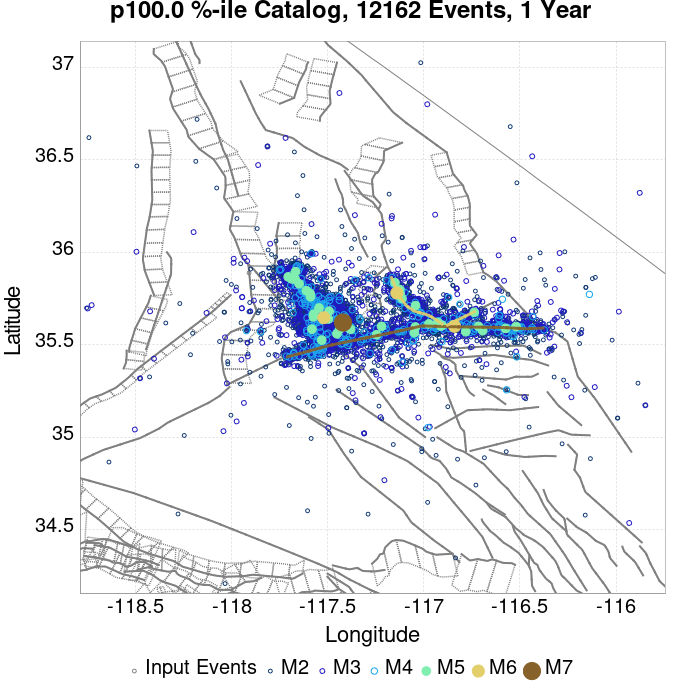 p100.0 %-ile Catalog, 12162 Events, 1 Year
37
36.5
36
35.5
35
34.5
Latitude
-118.5 -118 -117.5 -117 -116.5 -116
Longitude
Input Events M2 M3 M4 M5 M6 M7